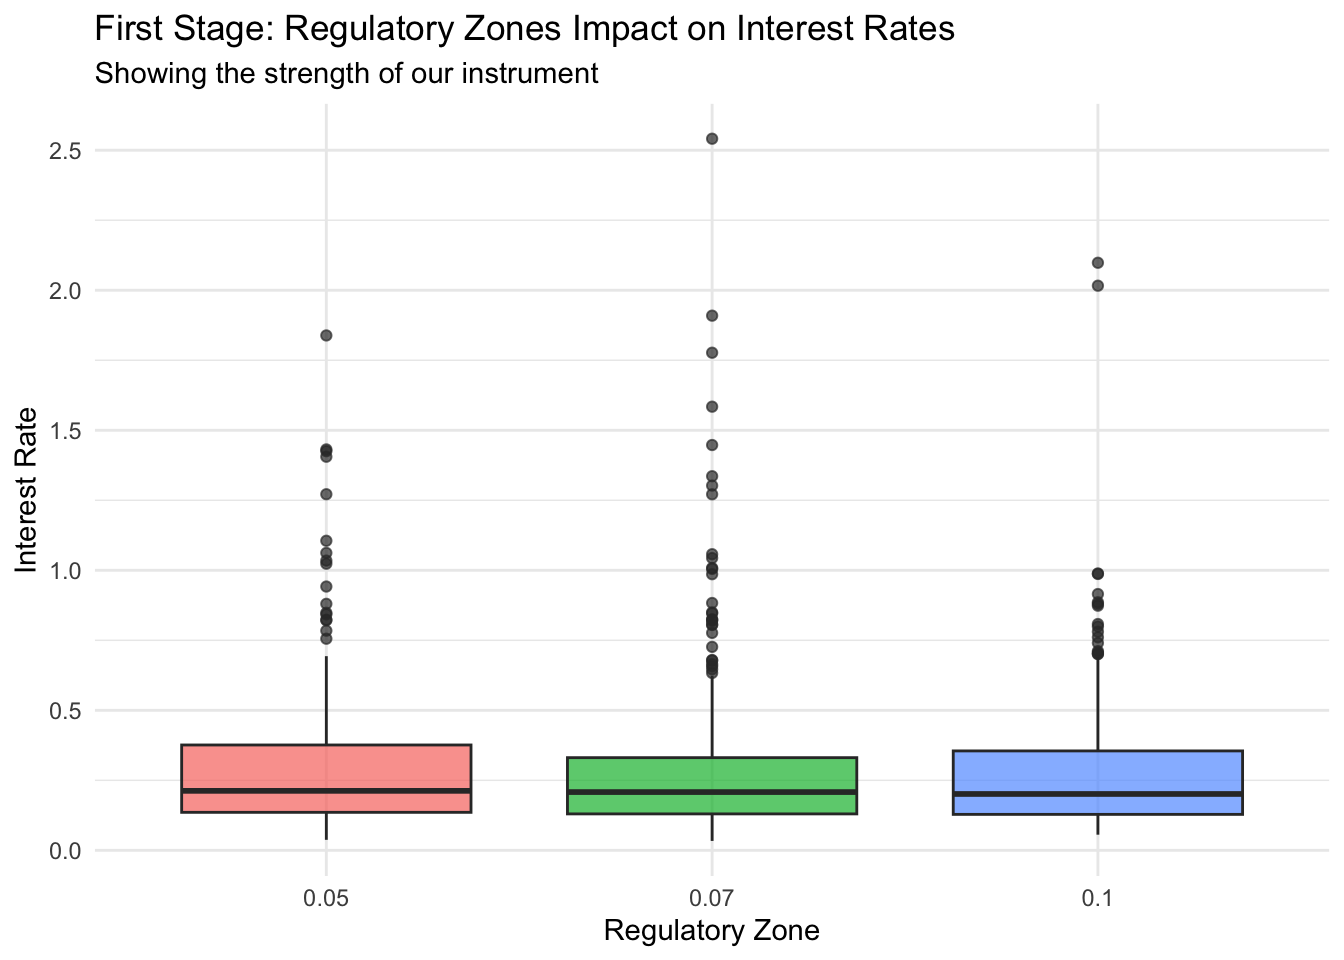 First Stage: Regulatory Zones Impact on Interest Rates
Showing the strength of our instrument
2.5
2.0
1.5
1.0
0.5
0.0
Interest Rate
0.05 0.07 0.1
Regulatory Zone